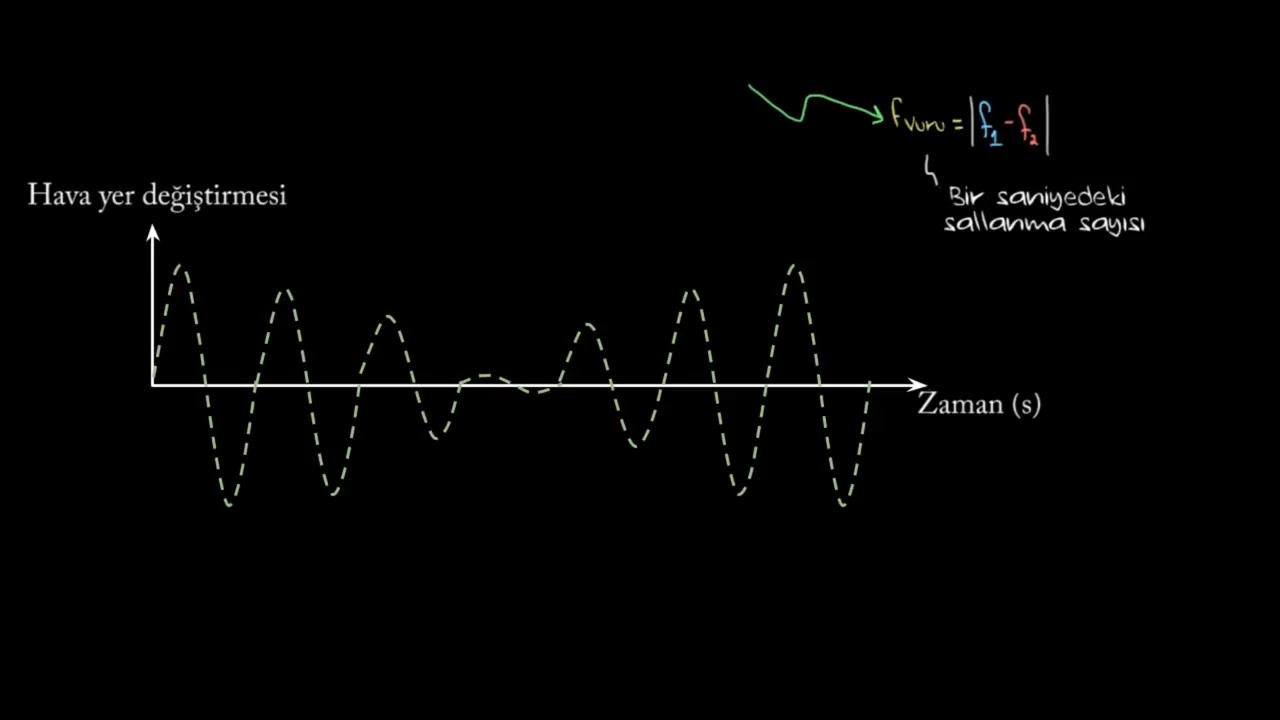 f_vuru = |f_1 - f_2|
Bir saniyedeki
sallanma sayısı
Hava yer değiştirmesi
Zaman (s)